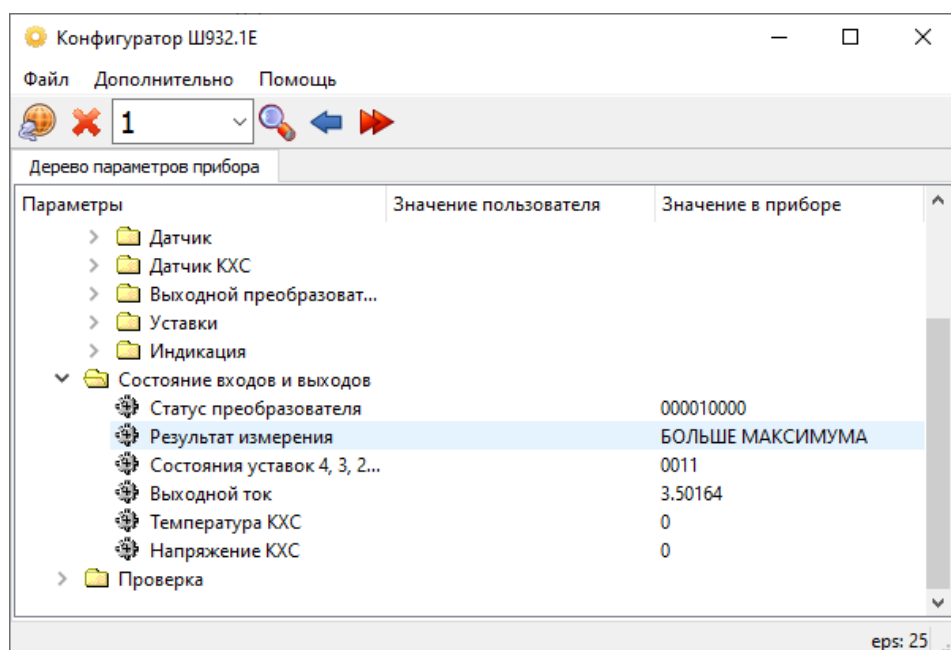 Конфигуратор Ш932.1Е
Файл Дополнительно Помощь
1
Дерево параметров прибора
Параметры Значение пользователя Значение в приборе
Датчик
Датчик КХС
Выходной преобразоват...
Уставки
Индикация
Состояние входов и выходов
Статус преобразователя 000010000
Результат измерения БОЛЬШЕ МАКСИМУМА
Состояния уставок 4, 3, 2... 0011
Выходной ток 3.50164
Температура КХС 0
Напряжение КХС 0
Проверка
eps: 25